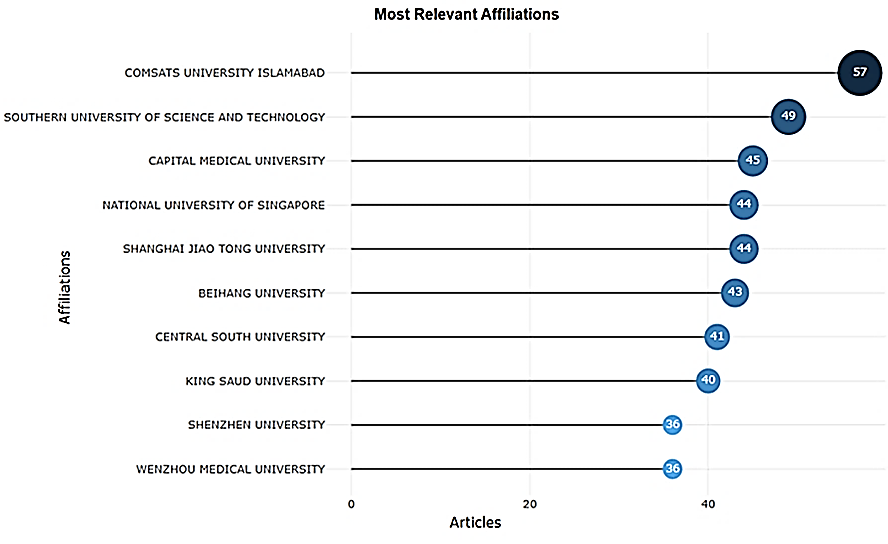 Most Relevant Affiliations
COMSATS UNIVERSITY ISLAMABAD 57
SOUTHERN UNIVERSITY OF SCIENCE AND TECHNOLOGY 49
CAPITAL MEDICAL UNIVERSITY 45
NATIONAL UNIVERSITY OF SINGAPORE 44
SHANGHAI JIAO TONG UNIVERSITY 44
BEIHANG UNIVERSITY 43
CENTRAL SOUTH UNIVERSITY 41
KING SAUD UNIVERSITY 40
SHENZHEN UNIVERSITY 36
WENZHOU MEDICAL UNIVERSITY 36
Affiliations
0 20 40
Articles